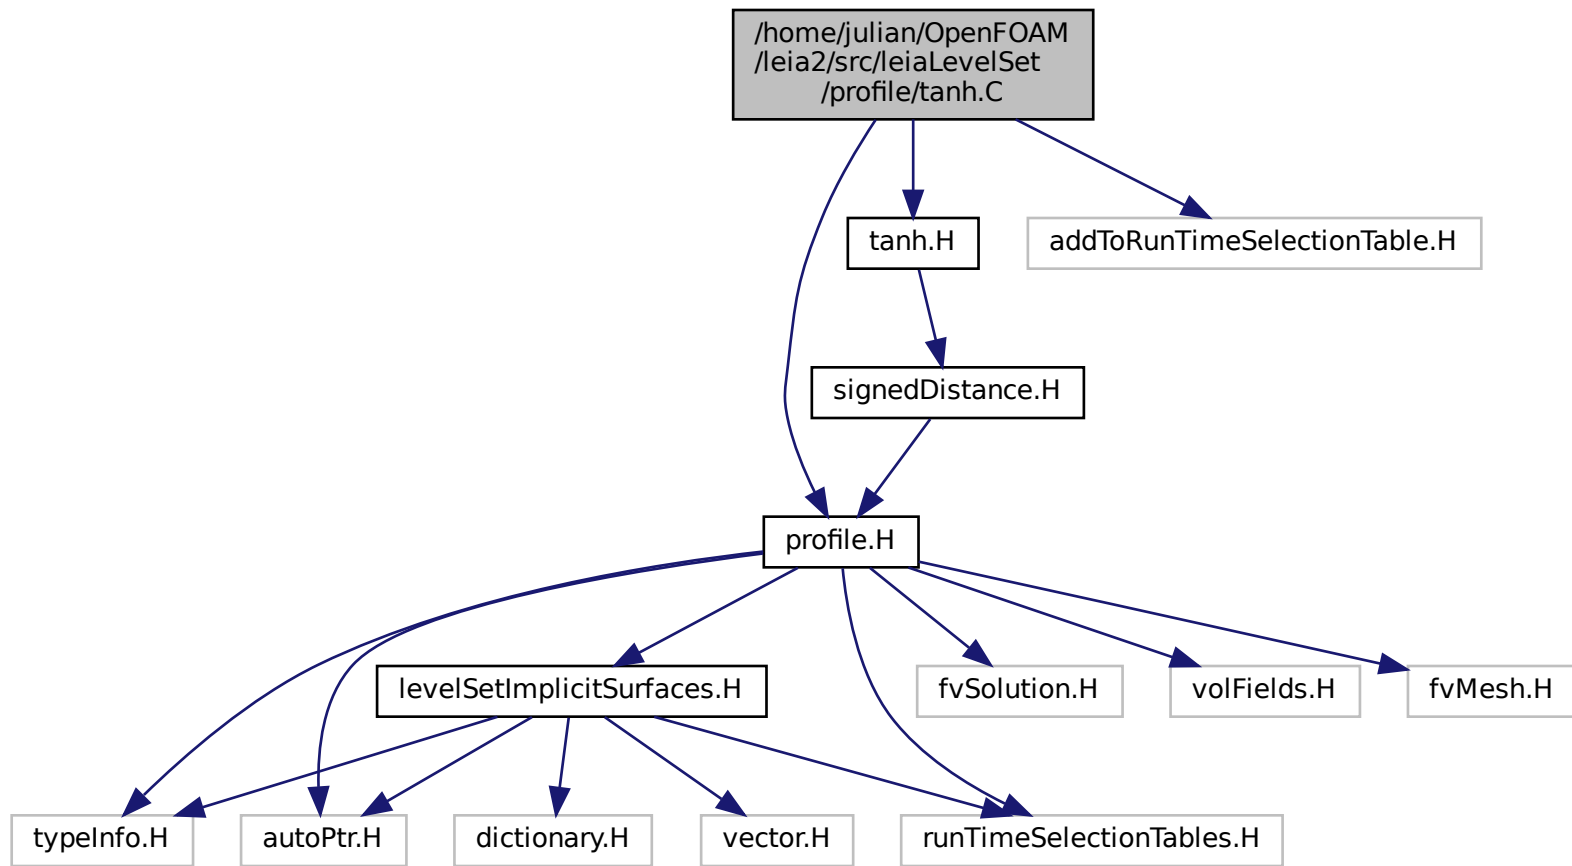 /home/julian/OpenFOAM
/leia2/src/leiaLevelSet
/profile/tanh.C
tanh.H
addToRunTimeSelectionTable.H
signedDistance.H
profile.H
levelSetImplicitSurfaces.H
fvSolution.H
volFields.H
fvMesh.H
typeInfo.H
autoPtr.H
dictionary.H
vector.H
runTimeSelectionTables.H